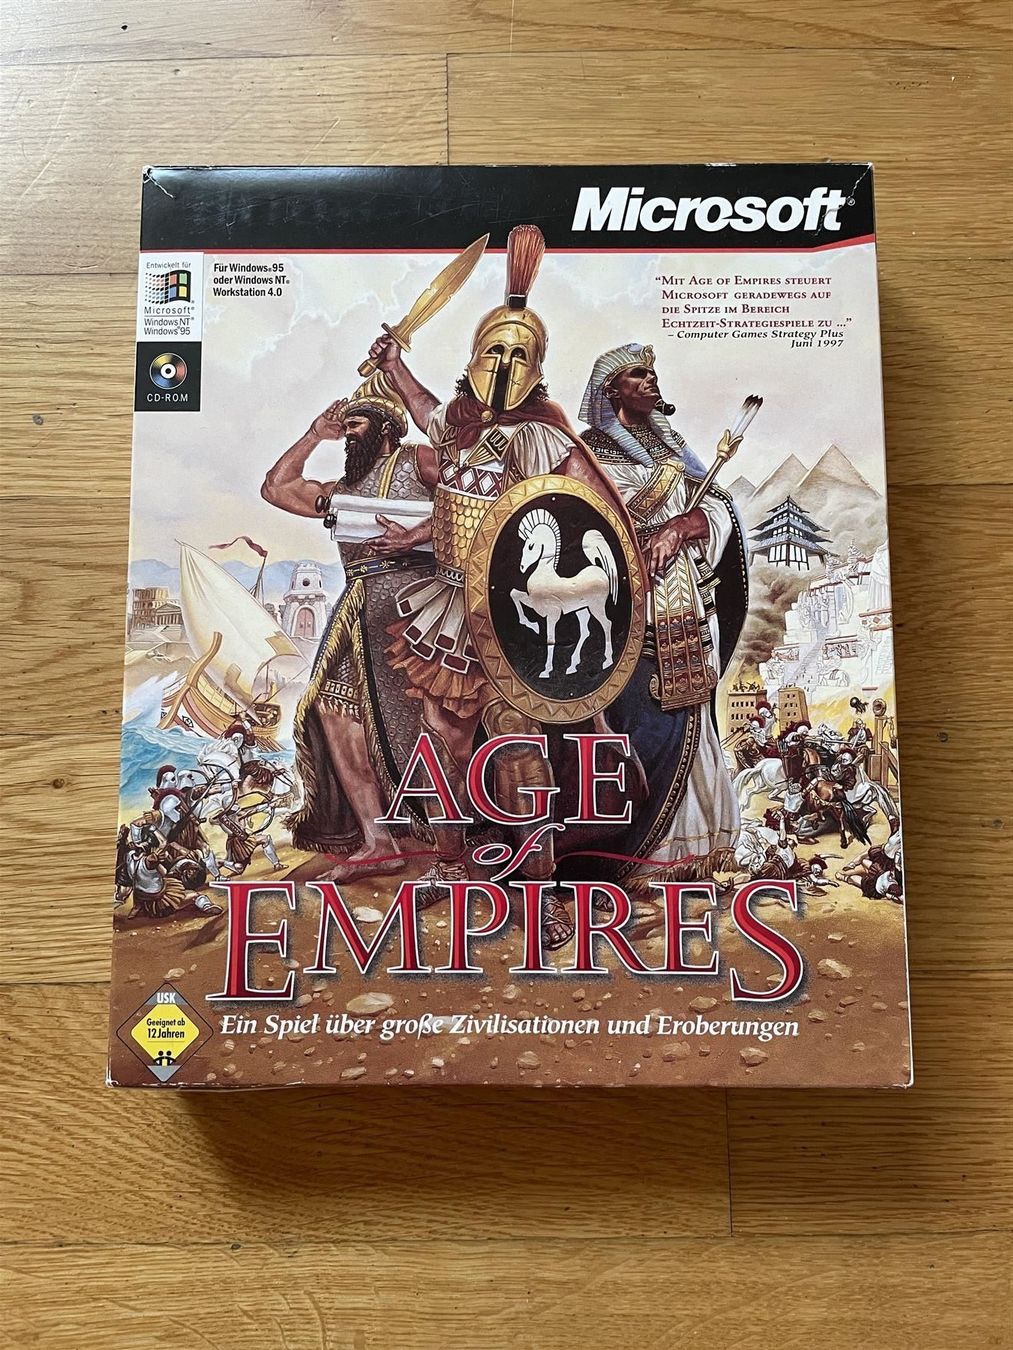 Microsoft®
Entwickelt für
Microsoft®
Windows NT®
Windows®95
Für Windows®95
oder Windows NT®
Workstation 4.0
CD-ROM
“Mit Age of Empires steuert
Microsoft geradewegs auf
die Spitze im Bereich
Echtzeit-Strategiespiele zu ...”
– Computer Games Strategy Plus
Juni 1997
AGE
of
EMPIRES
Ein Spiel über große Zivilisationen und Eroberungen
USK
Geeignet ab
12 Jahren